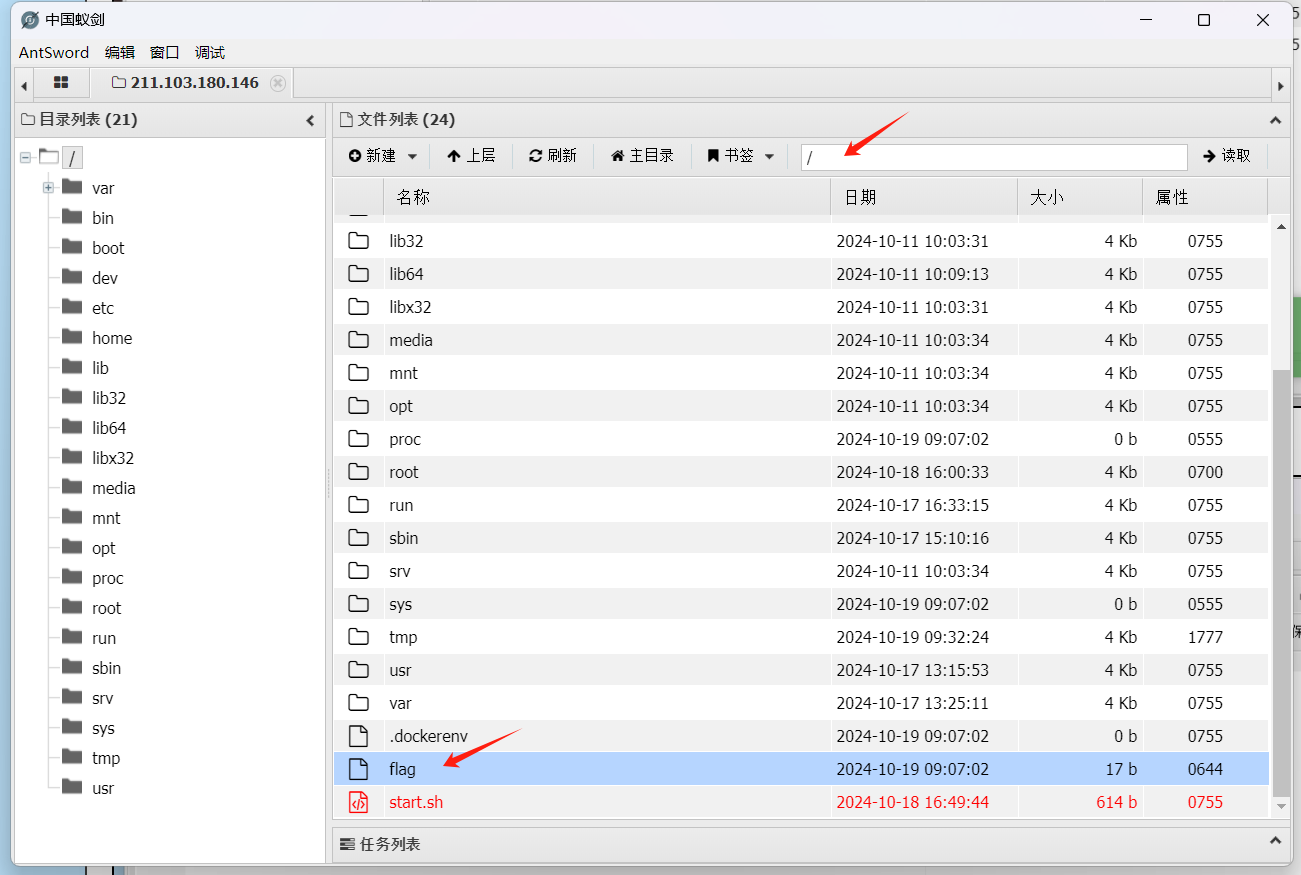 中国蚁剑
AntSword 编辑 窗口 调试
211.103.180.146
目录列表 (21)
/
var
bin
boot
dev
etc
home
lib
lib32
lib64
libx32
media
mnt
opt
proc
root
run
sbin
srv
sys
tmp
usr
文件列表 (24)
新建 上层 刷新 主目录 书签 / 读取
名称 日期 大小 属性
lib32 2024-10-11 10:03:31 4 Kb 0755
lib64 2024-10-11 10:09:13 4 Kb 0755
libx32 2024-10-11 10:03:31 4 Kb 0755
media 2024-10-11 10:03:34 4 Kb 0755
mnt 2024-10-11 10:03:34 4 Kb 0755
opt 2024-10-11 10:03:34 4 Kb 0755
proc 2024-10-19 09:07:02 0 b 0555
root 2024-10-18 16:00:33 4 Kb 0700
run 2024-10-17 16:33:15 4 Kb 0755
sbin 2024-10-17 15:10:16 4 Kb 0755
srv 2024-10-11 10:03:34 4 Kb 0755
sys 2024-10-19 09:07:02 0 b 0555
tmp 2024-10-19 09:32:24 4 Kb 1777
usr 2024-10-17 13:15:53 4 Kb 0755
var 2024-10-17 13:25:11 4 Kb 0755
.dockerenv 2024-10-19 09:07:02 0 b 0755
flag 2024-10-19 09:07:02 17 b 0644
start.sh 2024-10-18 16:49:44 614 b 0755
任务列表